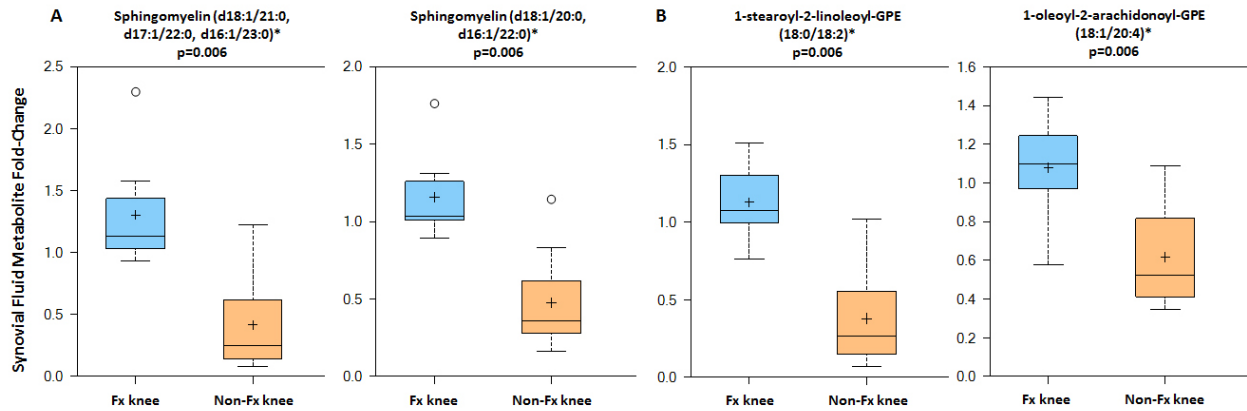 A
Sphingomyelin (d18:1/21:0,
d17:1/22:0, d16:1/23:0)*
p=0.006
Sphingomyelin (d18:1/20:0,
d16:1/22:0)*
p=0.006
B
1-stearoyl-2-linoleoyl-GPE
(18:0/18:2)*
p=0.006
1-oleoyl-2-arachidonoyl-GPE
(18:1/20:4)*
p=0.006
Synovial Fluid Metabolite Fold-Change
2.5
2.0
1.5
1.0
0.5
0.0
Fx knee Non-Fx knee
2.0
1.5
1.0
0.5
0.0
Fx knee Non-Fx knee
2.0
1.5
1.0
0.5
0.0
Fx knee Non-Fx knee
1.6
1.4
1.2
1.0
0.8
0.6
0.4
0.2
0.0
Fx knee Non-Fx knee